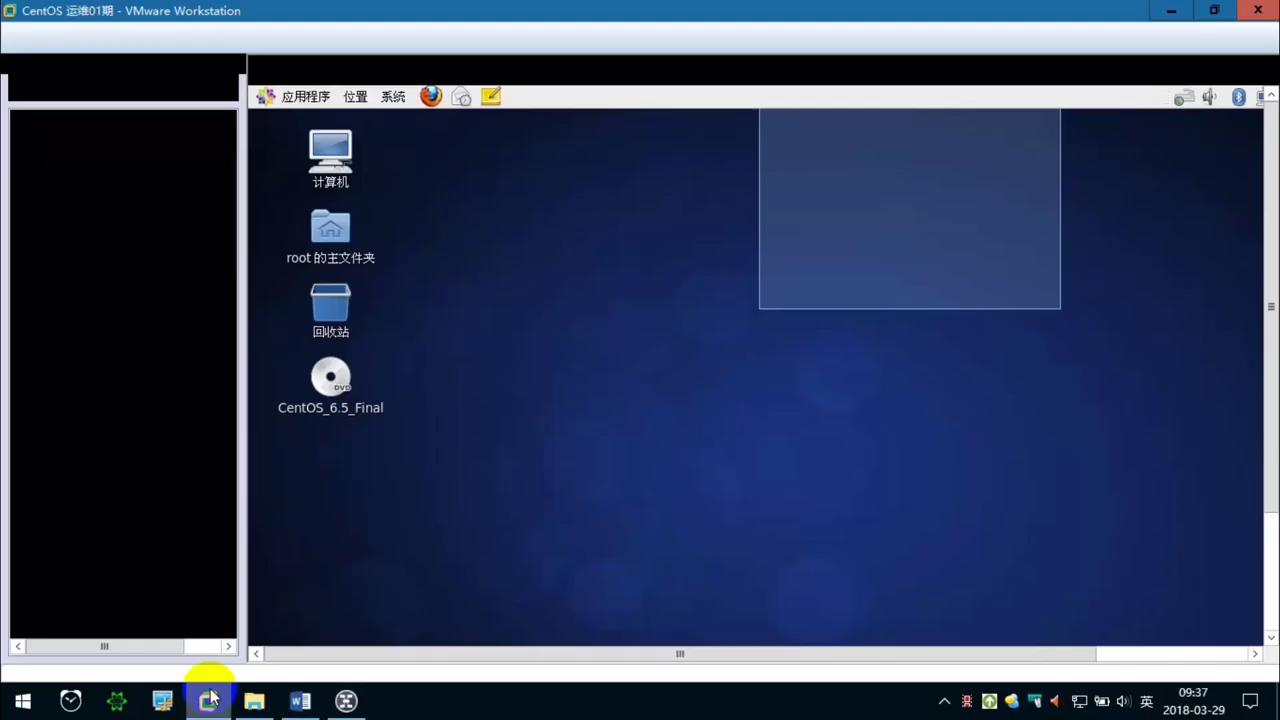 CentOS 运维01期 - VMware Workstation
应用程序 位置 系统
计算机
root 的主文件夹
回收站
DVD
CentOS_6.5_Final
英
09:37
2018-03-29